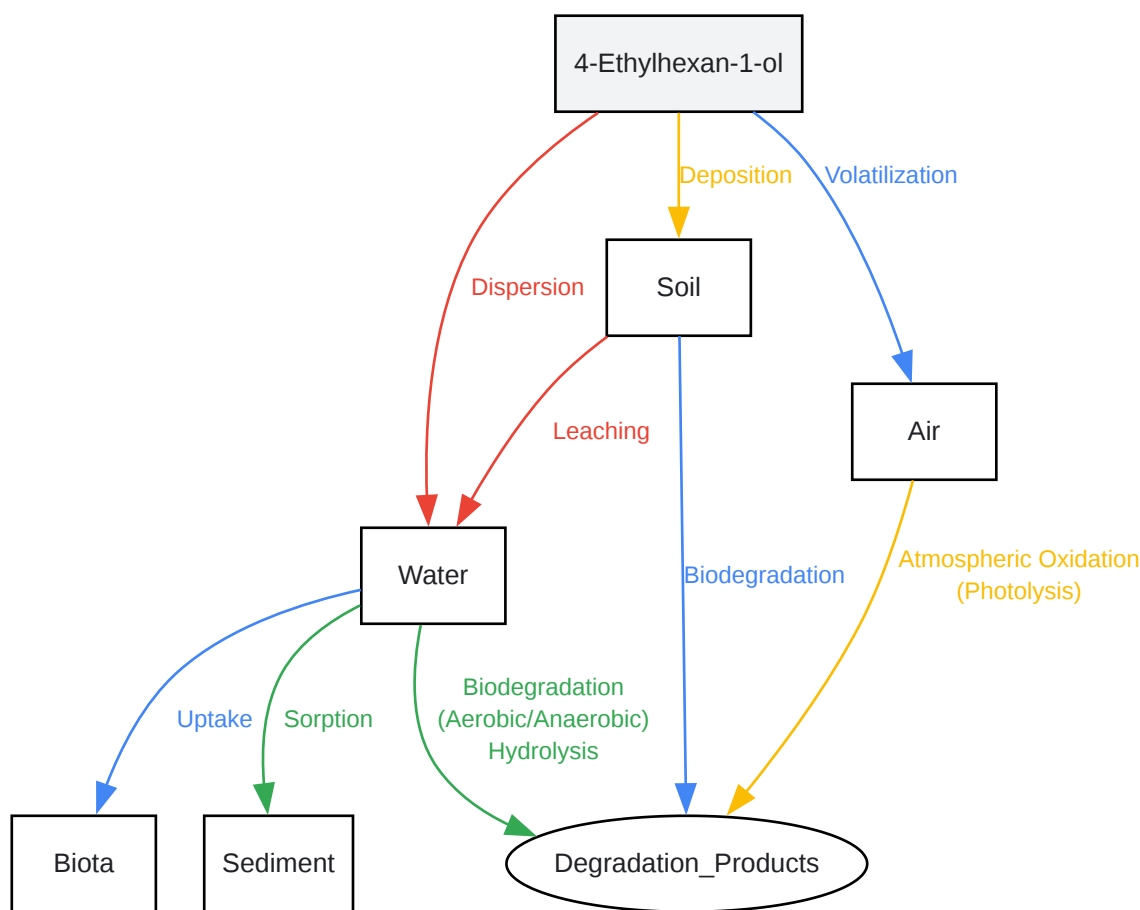 4-Ethylhexan-1-ol
Deposition
Volatilization
Dispersion
Soil
Leaching
Air
Water
Biodegradation
Atmospheric Oxidation
(Photolysis)
Uptake
Sorption
Biodegradation
(Aerobic/Anaerobic)
Hydrolysis
Biota
Sediment
Degradation_Products